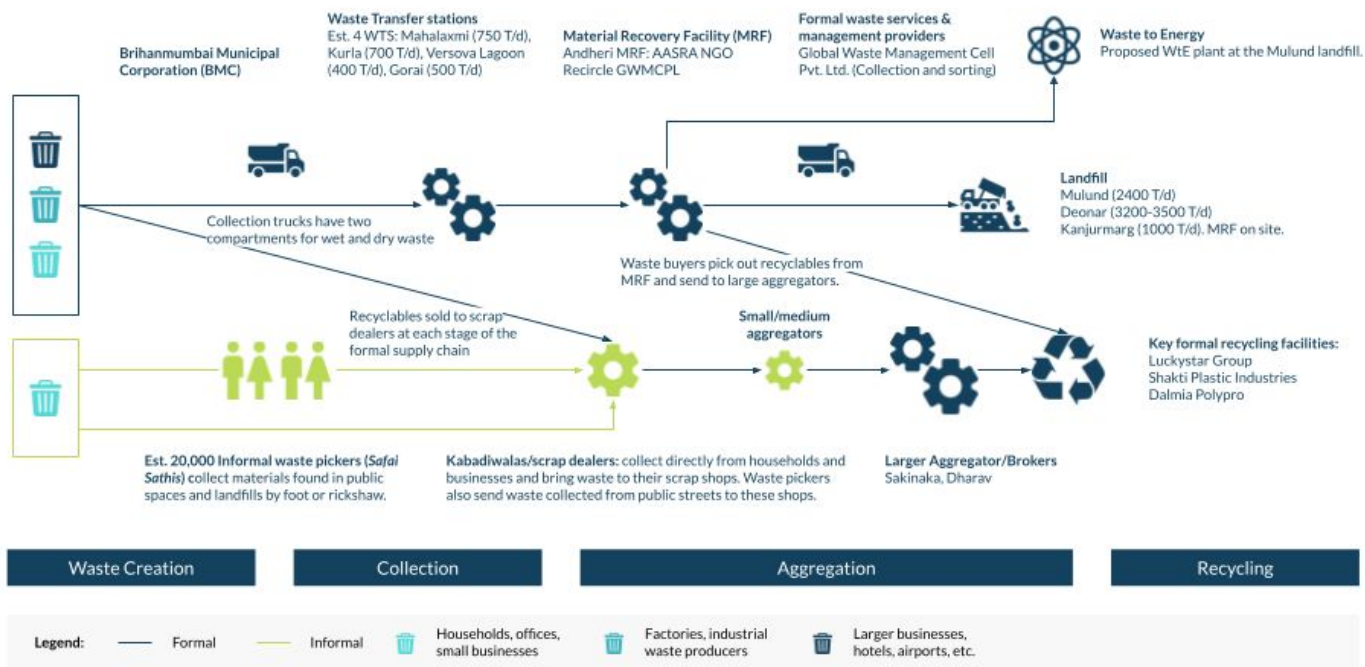 Brihanmumbai Municipal
Corporation (BMC)
Waste Transfer stations
Est. 4 WTS: Mahalaxmi (750 T/d),
Kurla (700 T/d), Versova Lagoon
(400 T/d), Gorai (500 T/d)
Material Recovery Facility (MRF)
Andheri MRF: AASRA NGO
Recircle GWMCPL
Formal waste services &
management providers
Global Waste Management Cell
Pvt. Ltd. (Collection and sorting)
Waste to Energy
Proposed WtE plant at the Mulund landfill.
Collection trucks have two
compartments for wet and dry waste
Landfill
Mulund (2400 T/d)
Deonar (3200-3500 T/d)
Kanjurmarg (1000 T/d). MRF on site.
Waste buyers pick out recyclables from
MRF and send to large aggregators.
Recyclables sold to scrap
dealers at each stage of the
formal supply chain
Small/medium
aggregators
Key formal recycling facilities:
Luckystar Group
Shakti Plastic Industries
Dalmia Polypro
Est. 20,000 Informal waste pickers (Safai
Sathis) collect materials found in public
spaces and landfills by foot or rickshaw.
Kabadiwalas/scrap dealers: collect directly from households and
businesses and bring waste to their scrap shops. Waste pickers
also send waste collected from public streets to these shops.
Larger Aggregator/Brokers
Sakinaka, Dharav
Waste Creation
Collection
Aggregation
Recycling
Legend:
Formal
Informal
Households, offices,
small businesses
Factories, industrial
waste producers
Larger businesses,
hotels, airports, etc.